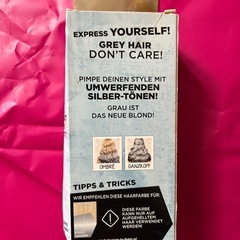 EXPRESS YOURSELF!
GREY HAIR
DON'T CARE!
PIMPE DEINEN STYLE MIT
UMWERFENDEN
SILBER-TÖNEN!
GRAU IST
DAS NEUE BLOND!
OMBRÉ
GANZKOPF
TIPPS & TRICKS
WIR EMPFEHLEN DIESE HAARFARBE FÜR:
DIESE FARBE
KANN NUR AUF
AUFGEHELLTEM
HAAR VERWENDET
WERDEN